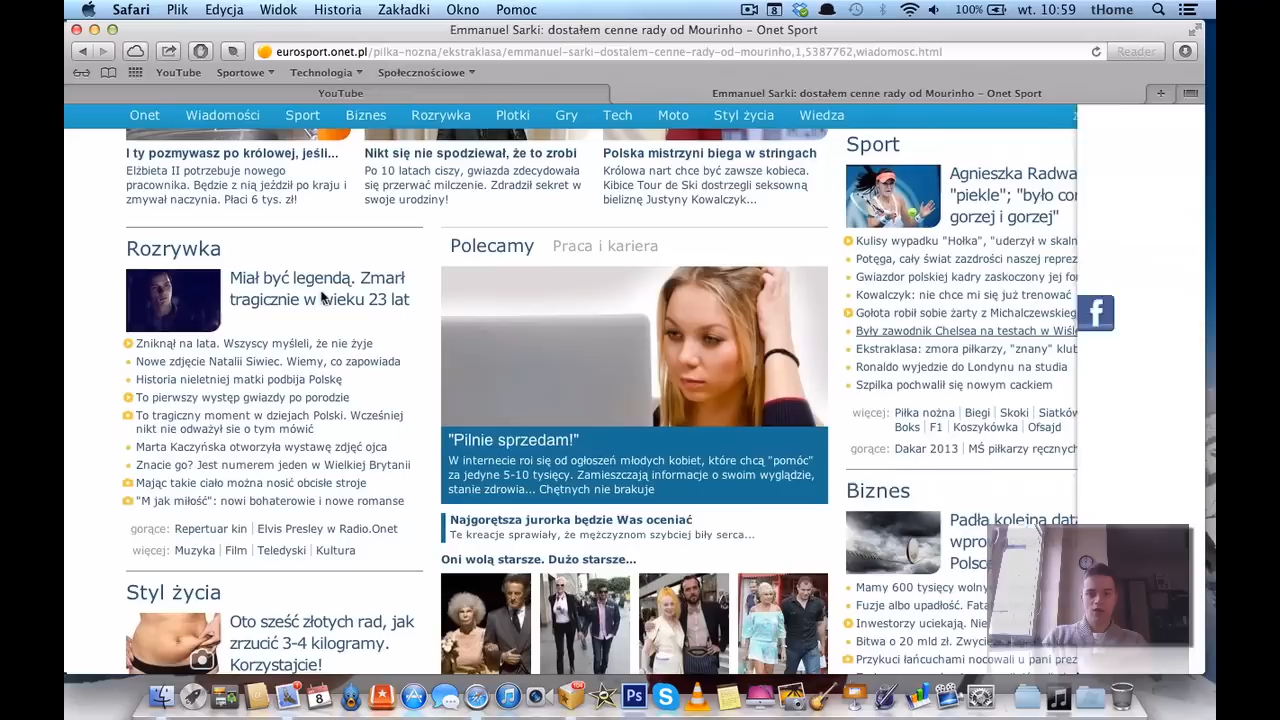 Safari Plik Edycja Widok Historia Zakładki Okno Pomoc 100% wt. 10:59 tHome
Emmanuel Sarki: dostałem cenne rady od Mourinho – Onet Sport
eurosport.onet.pl/pilka-nozna/ekstraklasa/emmanuel-sarki-dostalem-cenne-rady-od-mourinho,1,5387762,wiadomosc.html Reader
YouTube Sportowe Technologia Społecznościowe
YouTube Emmanuel Sarki: dostałem cenne rady od Mourinho – Onet Sport
Onet Wiadomości Sport Biznes Rozrywka Plotki Gry Tech Moto Styl życia Wiedza
I ty pozmywasz po królowej, jeśli...
Elżbieta II potrzebuje nowego
pracownika. Będzie z nią jeździł po kraju i
zmywał naczynia. Płaci 6 tys. zł!
Nikt się nie spodziewał, że to zrobi
Po 10 latach ciszy, gwiazda zdecydowała
się przerwać milczenie. Zdradził sekret w
swoje urodziny!
Polska mistrzyni biega w stringach
Królowa nart chce być zawsze kobieca.
Kibice Tour de Ski dostrzegli seksowną
bieliznę Justyny Kowalczyk...
Rozrywka
Miał być legendą. Zmarł
tragicznie w wieku 23 lat
Zniknął na lata. Wszyscy myśleli, że nie żyje
Nowe zdjęcie Natalii Siwiec. Wiemy, co zapowiada
Historia nieletniej matki podbija Polskę
To pierwszy występ gwiazdy po porodzie
To tragiczny moment w dziejach Polski. Wcześniej
nikt nie odważył sie o tym mówić
Marta Kaczyńska otworzyła wystawę zdjęć ojca
Znacie go? Jest numerem jeden w Wielkiej Brytanii
Mając takie ciało można nosić obcisłe stroje
"M jak miłość": nowi bohaterowie i nowe romanse
gorące: Repertuar kin | Elvis Presley w Radio.Onet
więcej: Muzyka | Film | Teledyski | Kultura
Styl życia
Oto sześć złotych rad, jak
zrzucić 3-4 kilogramy.
Korzystajcie!
Polecamy Praca i kariera
"Pilnie sprzedam!"
W internecie roi się od ogłoszeń młodych kobiet, które chcą "pomóc"
za jedyne 5-10 tysięcy. Zamieszczają informacje o swoim wyglądzie,
stanie zdrowia... Chętnych nie brakuje
Najgorętsza jurorka będzie Was oceniać
Te kreacje sprawiały, że mężczyznom szybciej biły serca...
Oni wolą starsze. Dużo starsze...
Sport
Agnieszka Radwa
"piekle"; "było co
gorzej i gorzej"
Kulisy wypadku "Hołka", "uderzył w skaln
Potęga, cały świat zazdrości naszej reprez
Gwiazdor polskiej kadry zaskoczony jej fo
Kowalczyk: nie chce mi się już trenować
Gołota robił sobie żarty z Michalczewskieg
Były zawodnik Chelsea na testach w Wiśl
Ekstraklasa: zmora piłkarzy, "znany" klub
Ronaldo wyjedzie do Londynu na studia
Szpilka pochwalił się nowym cackiem
więcej: Piłka nożna | Biegi | Skoki | Siatków
Boks | F1 | Koszykówka | Ofsajd
gorące: Dakar 2013 | MŚ piłkarzy ręcznych
Biznes
Padła kolejna dat
wpro
Polsc
Mamy 600 tysięcy wolny
Fuzje albo upadłość. Fata
Inwestorzy uciekają. Nie
Bitwa o 20 mld zł. Zwycię
Przykuci łańcuchami nocowali u pani prez